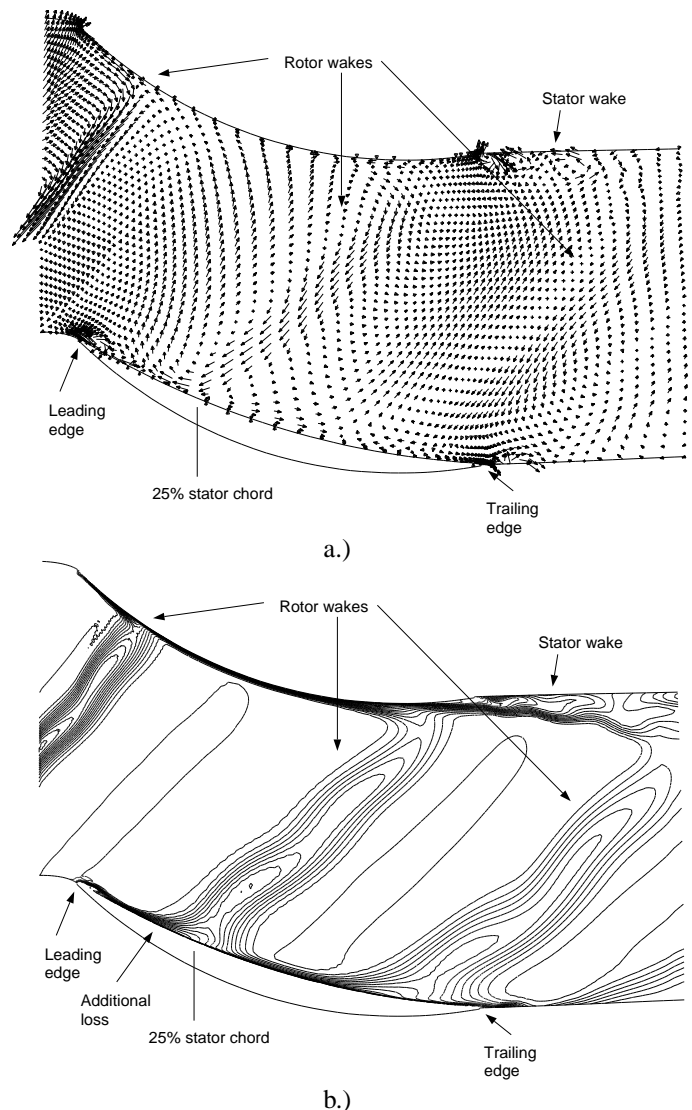 Rotor wakes
Stator wake
Leading
edge
25% stator chord
Trailing
edge
a.)
Rotor wakes
Stator wake
Leading
edge
Additional
loss
25% stator chord
Trailing
edge
b.)